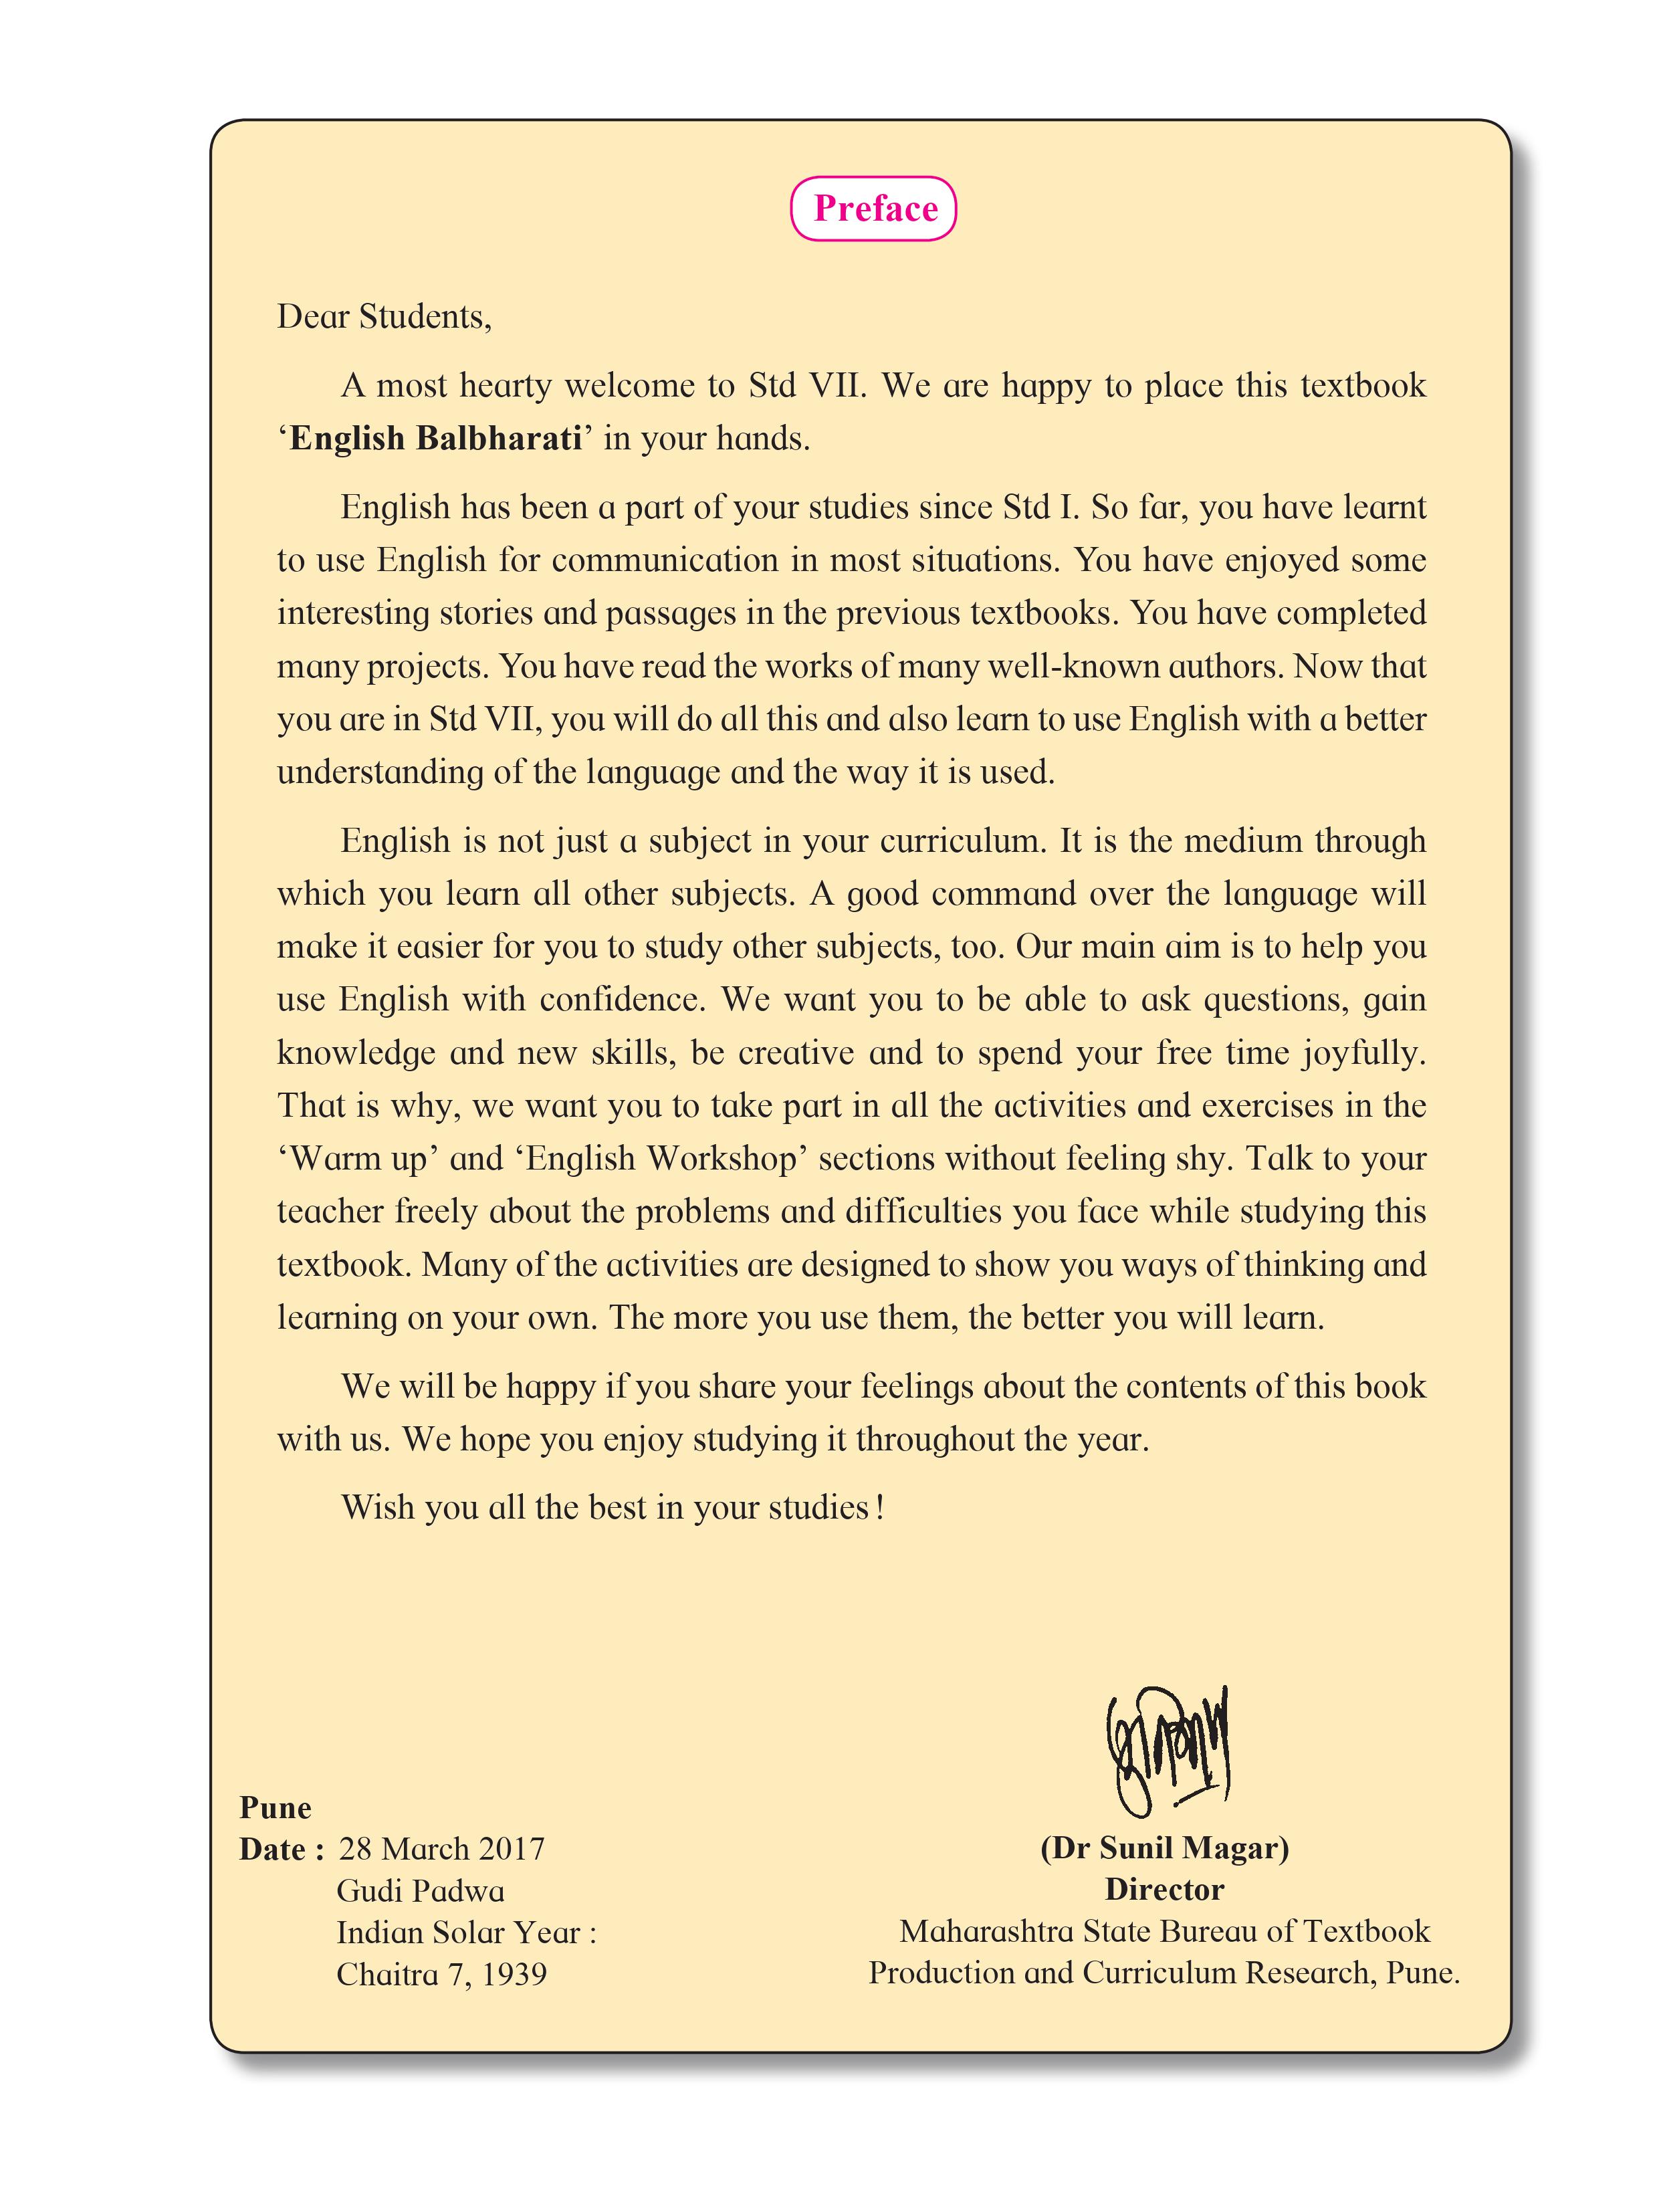 Preface
Dear Students,
A most hearty welcome to Std VII. We are happy to place this textbook
‘English Balbharati’ in your hands.
English has been a part of your studies since Std I. So far, you have learnt
to use English for communication in most situations. You have enjoyed some
interesting stories and passages in the previous textbooks. You have completed
many projects. You have read the works of many well-known authors. Now that
you are in Std VII, you will do all this and also learn to use English with a better
understanding of the language and the way it is used.
English is not just a subject in your curriculum. It is the medium through
which you learn all other subjects. A good command over the language will
make it easier for you to study other subjects, too. Our main aim is to help you
use English with confidence. We want you to be able to ask questions, gain
knowledge and new skills, be creative and to spend your free time joyfully.
That is why, we want you to take part in all the activities and exercises in the
‘Warm up’ and ‘English Workshop’ sections without feeling shy. Talk to your
teacher freely about the problems and difficulties you face while studying this
textbook. Many of the activities are designed to show you ways of thinking and
learning on your own. The more you use them, the better you will learn.
We will be happy if you share your feelings about the contents of this book
with us. We hope you enjoy studying it throughout the year.
Wish you all the best in your studies !
Pune
Date : 28 March 2017
Gudi Padwa
Indian Solar Year :
Chaitra 7, 1939
(Dr Sunil Magar)
Director
Maharashtra State Bureau of Textbook
Production and Curriculum Research, Pune.